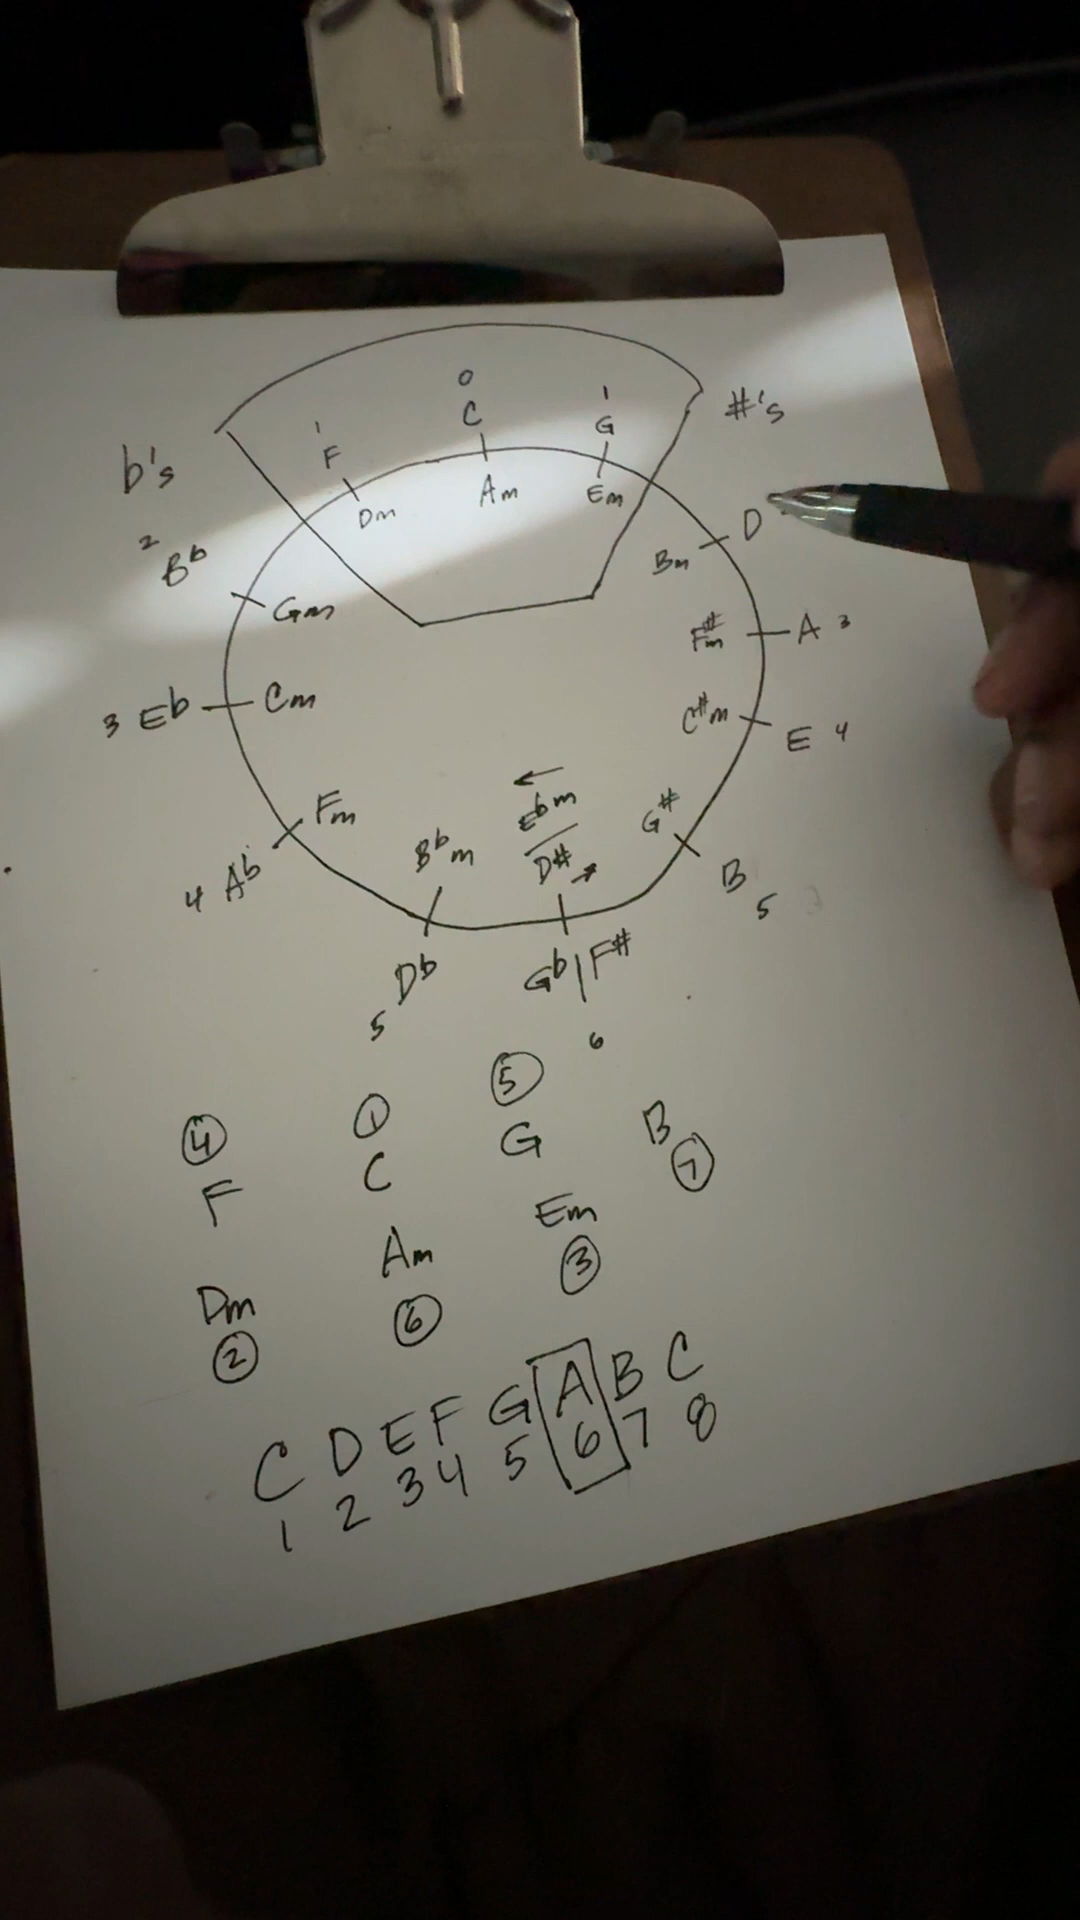 0
1 C 1
F G #'s
b's Am Em
Dm D
2 Bb Bm
Gm F#m A 3
3 Eb Cm C#m E 4
Fm Ebm G#
4 Ab Bbm D# B 5
Db Gb|F#
5 6
4 1 5
F C G B 7
Dm Am Em
2 6 3
C D E F G A B C
1 2 3 4 5 6 7 8